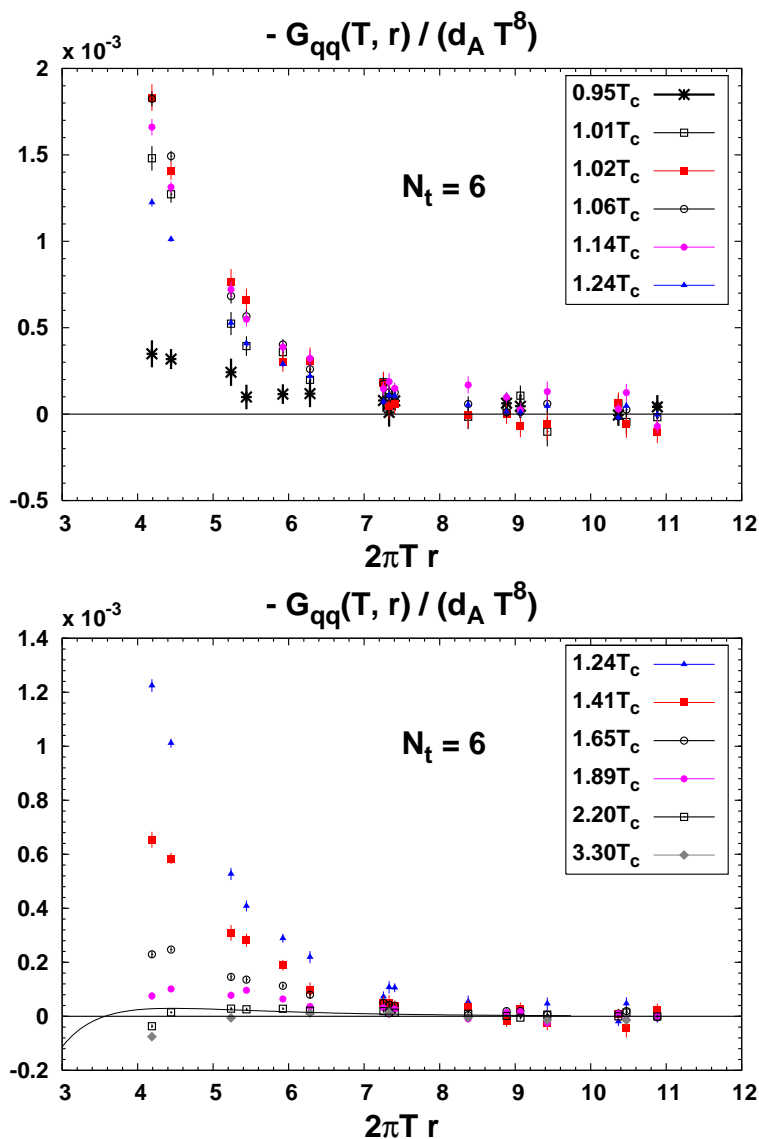 - G_qq(T, r) / (d_A T^8)
x 10^-3
2
1.5
1
0.5
0
-0.5
N_t = 6
0.95T_c
1.01T_c
1.02T_c
1.06T_c
1.14T_c
1.24T_c
3 4 5 6 7 8 9 10 11 12
2πT r
- G_qq(T, r) / (d_A T^8)
x 10^-3
1.4
1.2
1
0.8
0.6
0.4
0.2
0
-0.2
N_t = 6
1.24T_c
1.41T_c
1.65T_c
1.89T_c
2.20T_c
3.30T_c
3 4 5 6 7 8 9 10 11 12
2πT r